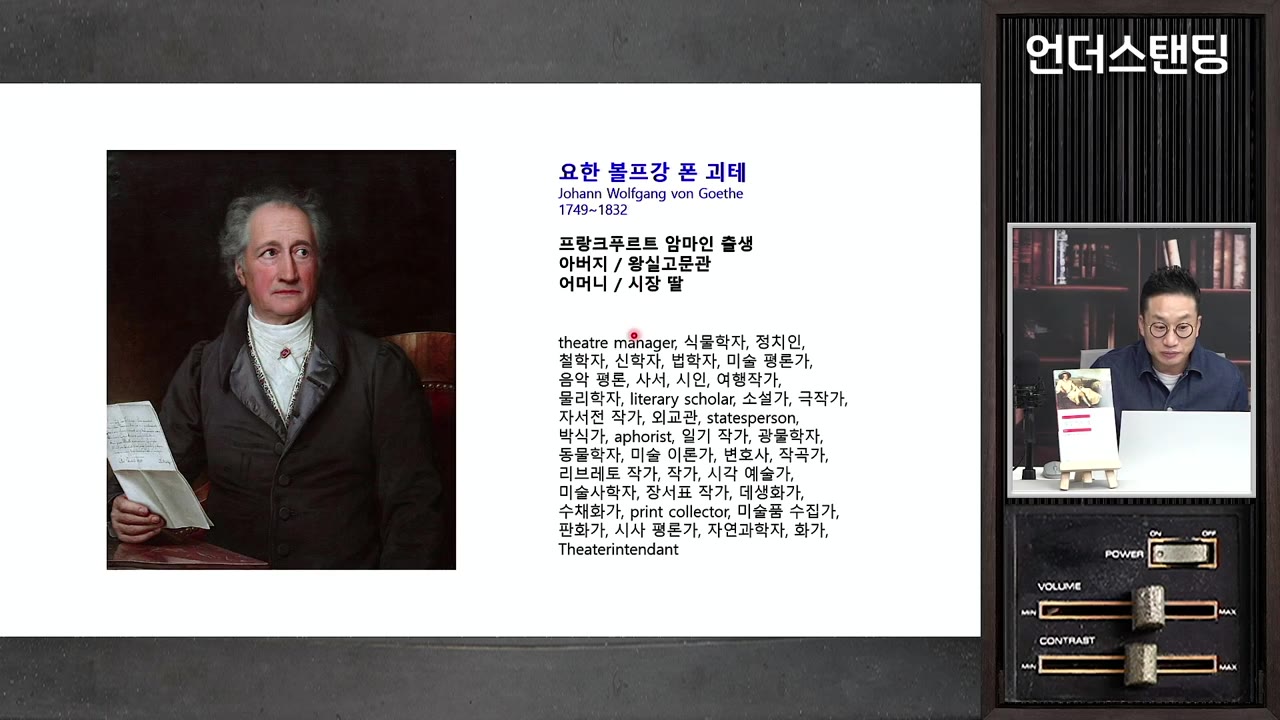 언더스탠딩
요한 볼프강 폰 괴테
Johann Wolfgang von Goethe
1749~1832
프랑크푸르트 암마인 출생
아버지 / 왕실고문관
어머니 / 시장 딸
theatre manager, 식물학자, 정치인,
철학자, 신학자, 법학자, 미술 평론가,
음악 평론, 사서, 시인, 여행작가,
물리학자, literary scholar, 소설가, 극작가,
자서전 작가, 외교관, statesperson,
박식가, aphorist, 일기 작가, 광물학자,
동물학자, 미술 이론가, 변호사, 작곡가,
리브레토 작가, 작가, 시각 예술가,
미술사학자, 장서표 작가, 데생화가,
수채화가, print collector, 미술품 수집가,
판화가, 시사 평론가, 자연과학자, 화가,
Theaterintendant
ON OFF
POWER
VOLUME
MIN MAX
CONTRAST
MIN MAX